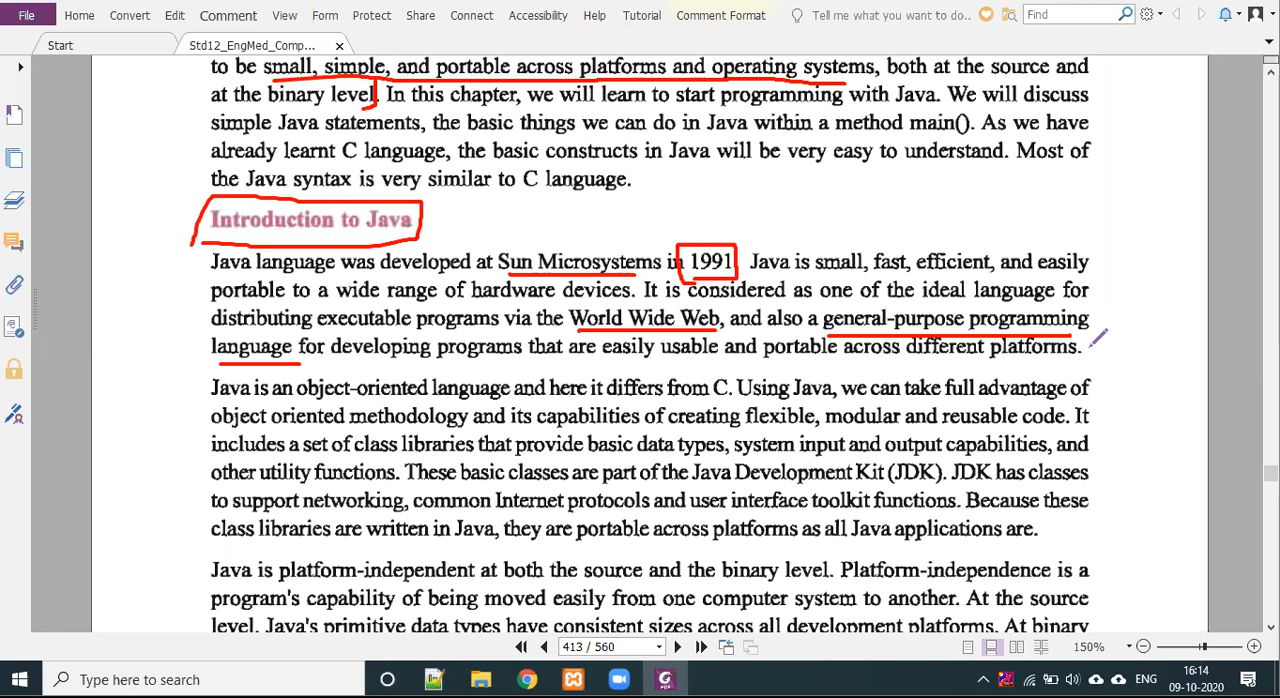 File Home Convert Edit Comment View Form Protect Share Connect Accessibility Help Tutorial Comment Format Tell me what you want to do.. Find
Start Std12_EngMed_Comp...
to be small, simple, and portable across platforms and operating systems, both at the source and
at the binary level. In this chapter, we will learn to start programming with Java. We will discuss
simple Java statements, the basic things we can do in Java within a method main(). As we have
already learnt C language, the basic constructs in Java will be very easy to understand. Most of
the Java syntax is very similar to C language.
Introduction to Java
Java language was developed at Sun Microsystems in 1991 Java is small, fast, efficient, and easily
portable to a wide range of hardware devices. It is considered as one of the ideal language for
distributing executable programs via the World Wide Web, and also a general-purpose programming
language for developing programs that are easily usable and portable across different platforms.
Java is an object-oriented language and here it differs from C. Using Java, we can take full advantage of
object oriented methodology and its capabilities of creating flexible, modular and reusable code. It
includes a set of class libraries that provide basic data types, system input and output capabilities, and
other utility functions. These basic classes are part of the Java Development Kit (JDK). JDK has classes
to support networking, common Internet protocols and user interface toolkit functions. Because these
class libraries are written in Java, they are portable across platforms as all Java applications are.
Java is platform-independent at both the source and the binary level. Platform-independence is a
program's capability of being moved easily from one computer system to another. At the source
level, Java's primitive data types have consistent sizes across all development platforms. At binary
413 / 560 150%
Type here to search ENG 16:14
09-10-2020